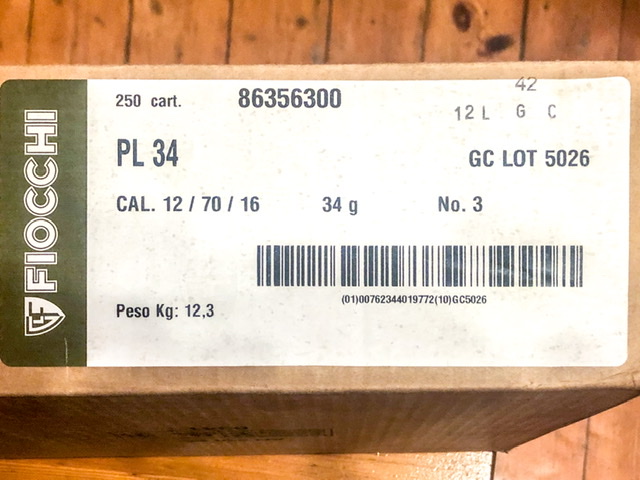 FIOCCHI
250 cart. 86356300
42
12 L G C
PL 34 GC LOT 5026
CAL. 12 / 70 / 16 34 g No. 3
(01)00762344019772(10)GC5026
Peso Kg: 12,3